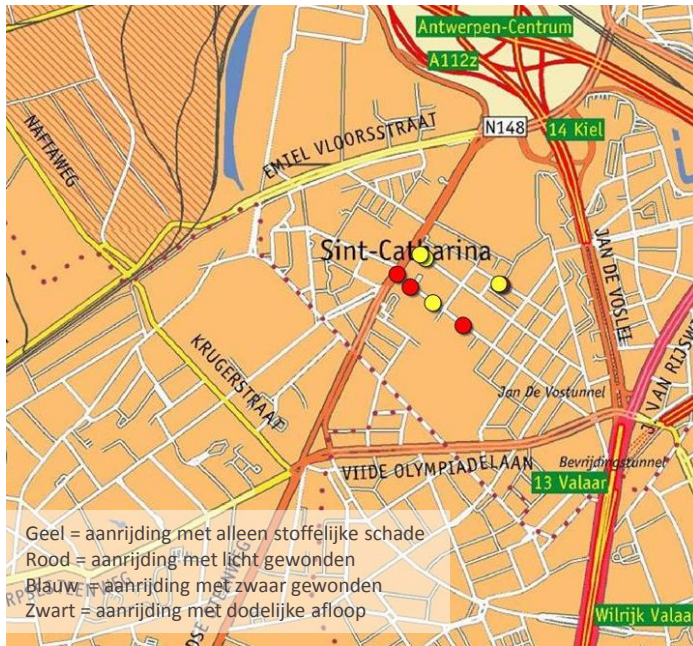 Antwerpen-Centrum
A112z
N148
14 Kiel
NAFTAWEG
EMIEL VLOORSSTRAAT
Sint-Catharina
JAN DE VOSLEI
KRUGERSTRAAT
Jan De Vostunnel
J. VAN RIJSW
VIIDE OLYMPIADELAAN
Bevrijdingstunnel
13 Valaar
Geel = aanrijding met alleen stoffelijke schade
Rood = aanrijding met licht gewonden
Blauw = aanrijding met zwaar gewonden
Zwart = aanrijding met dodelijke afloop
Wilrijk Valaar